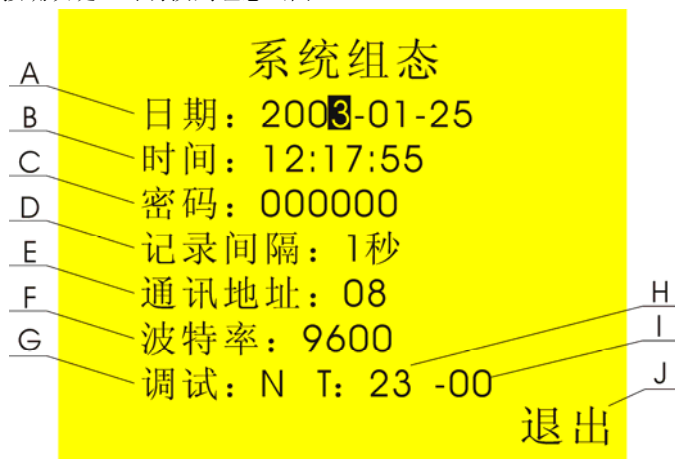 系统组态
A
日期：2003-01-25
B
时间：12:17:55
C
密码：000000
D
记录间隔：1秒
E
通讯地址：08
F
波特率：9600
G
调试：N T：23 -00
H
I
J
退出